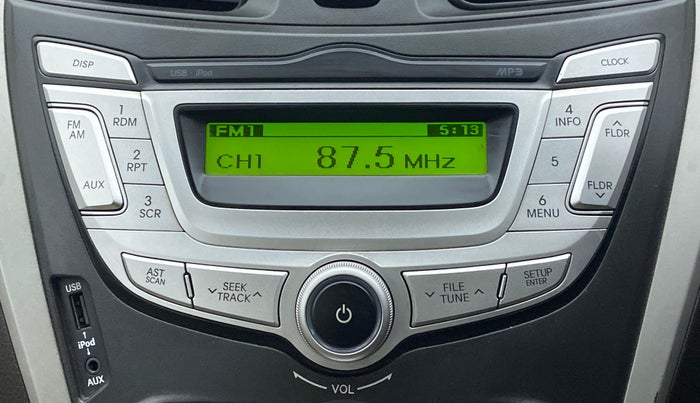 DISP
USB · iPod
MP3
CLOCK
FM
AM
AUX
1
RDM
2
RPT
3
SCR
FM1
5:13
CH1 87.5 MHz
4
INFO
5
6
MENU
FLDR
FLDR
AST
SCAN
SEEK
TRACK
FILE
TUNE
SETUP
ENTER
USB
iPod
AUX
VOL